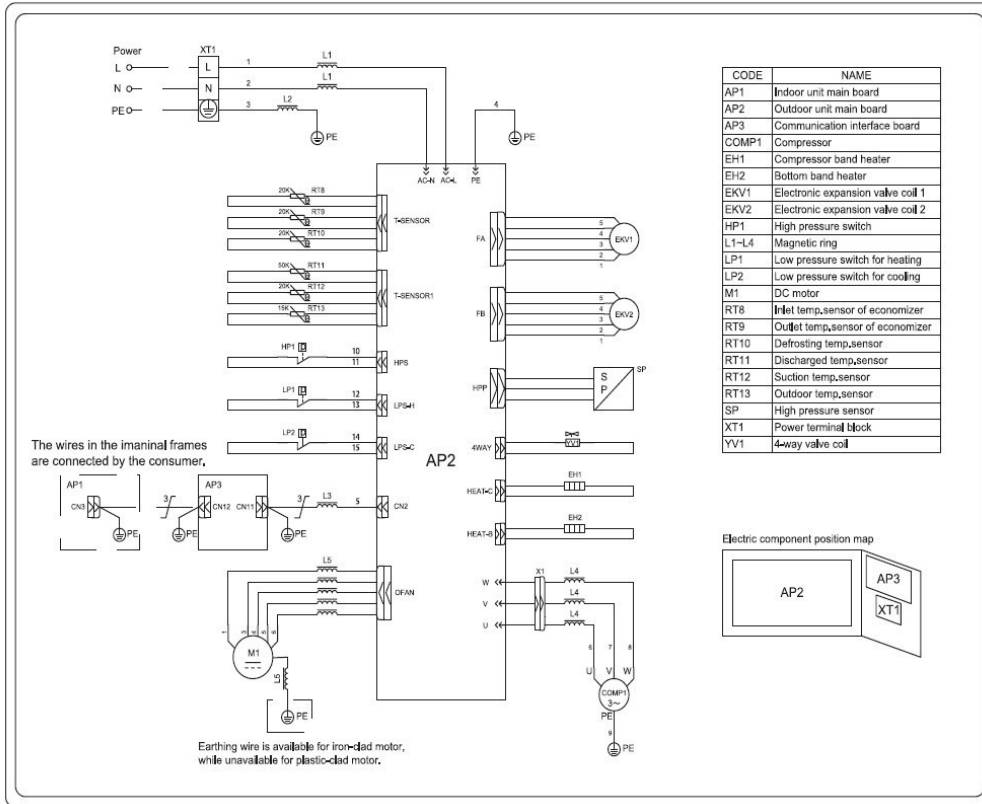 Power
XT1
L
L
1
L1
N
N
2
L1
PE
3
L2
PE
4
PE
AC-N
AC-L
PE
20K
RT8
20K
RT9
20K
RT10
T-SENSOR
50K
RT11
20K
RT12
15K
RT13
T-SENSOR1
HP1
P
10
11
HPS
LP1
P
12
13
LPS-H
LP2
P
14
15
LPS-C
AP2
FA
5
4
3
2
1
EKV1
FB
5
4
3
2
1
EKV2
HPP
S
P
SP
4WAY
YV1
HEAT-C
EH1
HEAT-B
EH2
The wires in the imaninal frames
are connected by the consumer.
AP1
CN3
PE
3
PE
AP3
CN12
CN11
3
PE
L3
5
CN2
L5
OFAN
1
3
4
5
6
M1
L5
PE
Earthing wire is available for iron-clad motor,
while unavailable for plastic-clad motor.
W
V
U
X1
L4
L4
L4
6
7
8
U
V
W
COMP1
3~
PE
9
PE
CODE NAME
AP1 Indoor unit main board
AP2 Outdoor unit main board
AP3 Communication interface board
COMP1 Compressor
EH1 Compressor band heater
EH2 Bottom band heater
EKV1 Electronic expansion valve coil 1
EKV2 Electronic expansion valve coil 2
HP1 High pressure switch
L1~L4 Magnetic ring
LP1 Low pressure switch for heating
LP2 Low pressure switch for cooling
M1 DC motor
RT8 Inlet temp.sensor of economizer
RT9 Outlet temp.sensor of economizer
RT10 Defrosting temp.sensor
RT11 Discharged temp.sensor
RT12 Suction temp.sensor
RT13 Outdoor temp.sensor
SP High pressure sensor
XT1 Power terminal block
YV1 4-way valve coil
Electric component position map
AP2
AP3
XT1